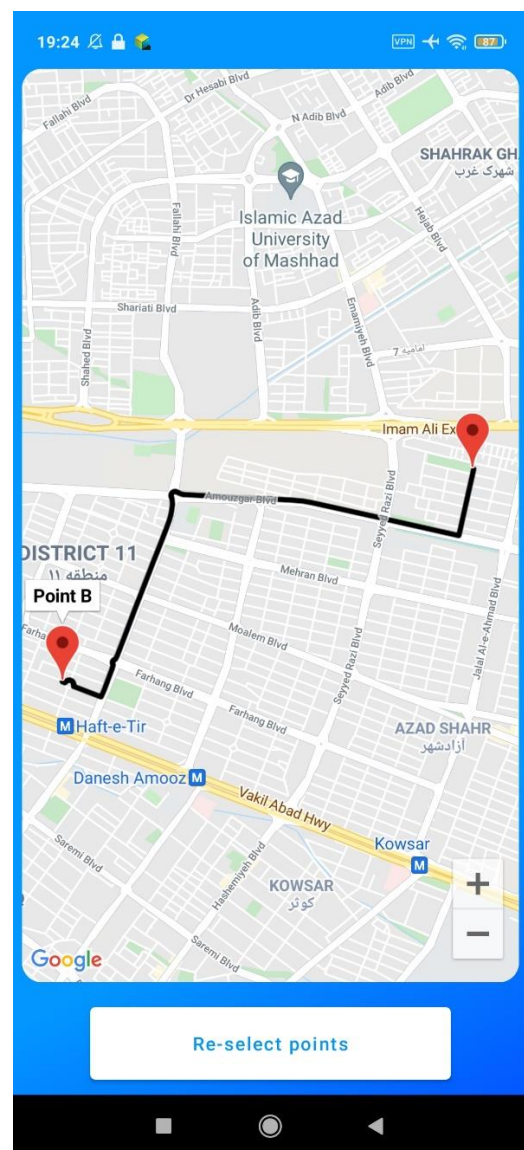 19:24
VPN
87
Fallahi Blvd
Dr Hesabi Blvd
Adib Blvd
N Adib Blvd
SHAHRAK GH
شهرک غرب
Islamic Azad
University
of Mashhad
Fallahi Blvd
Hejab Blvd
Shariati Blvd
Adib Blvd
Emamiyeh Blvd
Shahed Blvd
7 امامیه
Imam Ali Ex
Amouzgar Blvd
Seyyed Razi Blvd
DISTRICT 11
منطقه ۱۱
Mehran Blvd
Point B
Farha
Moalem Blvd
Jalal Al-e-Ahmad Blvd
Farhang Blvd
Seyyed Razi Blvd
Farhang Blvd
M Haft-e-Tir
AZAD SHAHR
آزادشهر
Danesh Amooz M
Vakil Abad Hwy
Kowsar
M
Saremi Blvd
Hashemiyeh Blvd
KOWSAR
کوثر
+
−
Saremi Blvd
Google
Re-select points